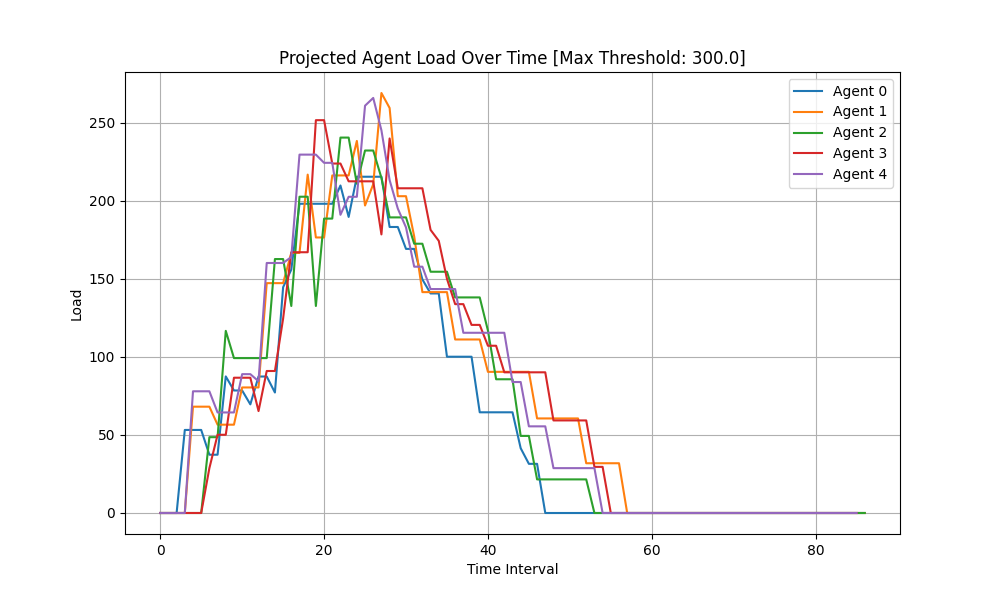 Projected Agent Load Over Time [Max Threshold: 300.0]
Agent 0
Agent 1
Agent 2
Agent 3
Agent 4
Load
250
200
150
100
50
0
0 20 40 60 80
Time Interval